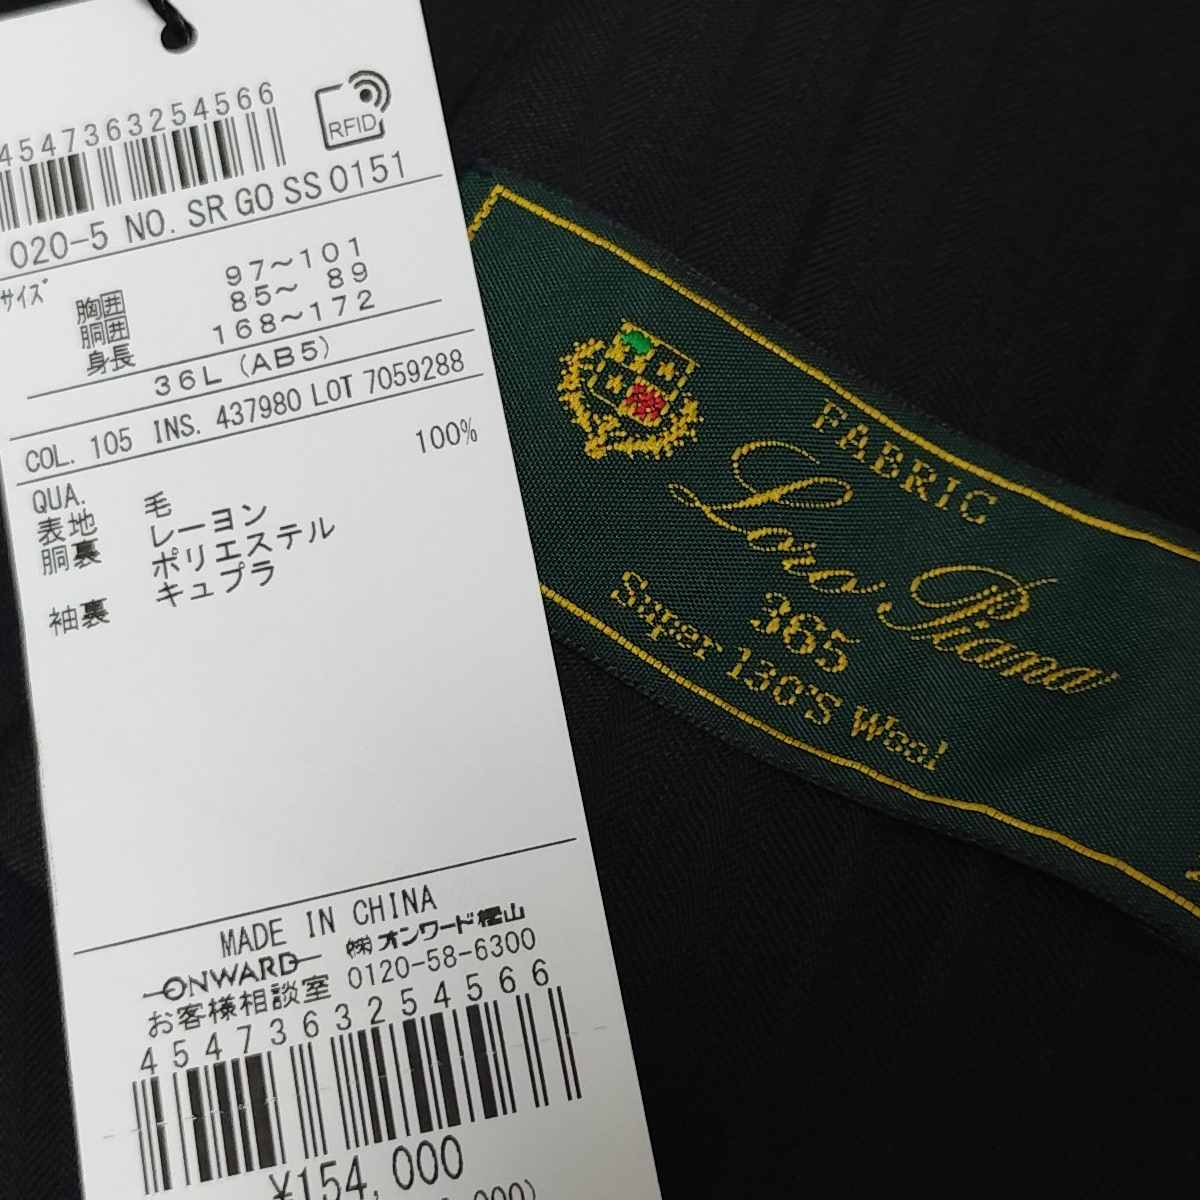 4547363254566
RFID
020-5 NO. SR GO SS 0151
サイズ
胸囲 97〜101
胴囲 85〜 89
身長 168〜172
36L (AB5)
COL. 105 INS. 437980 LOT 7059288
QUA.
表地 毛 100%
胴裏 レーヨン
ポリエステル
袖裏 キュプラ
MADE IN CHINA
ONWARD ㈱オンワード樫山
お客様相談室 0120-58-6300
4547363254566
¥154,000
FABRIC
Loro Piana
365
Super 130'S Wool